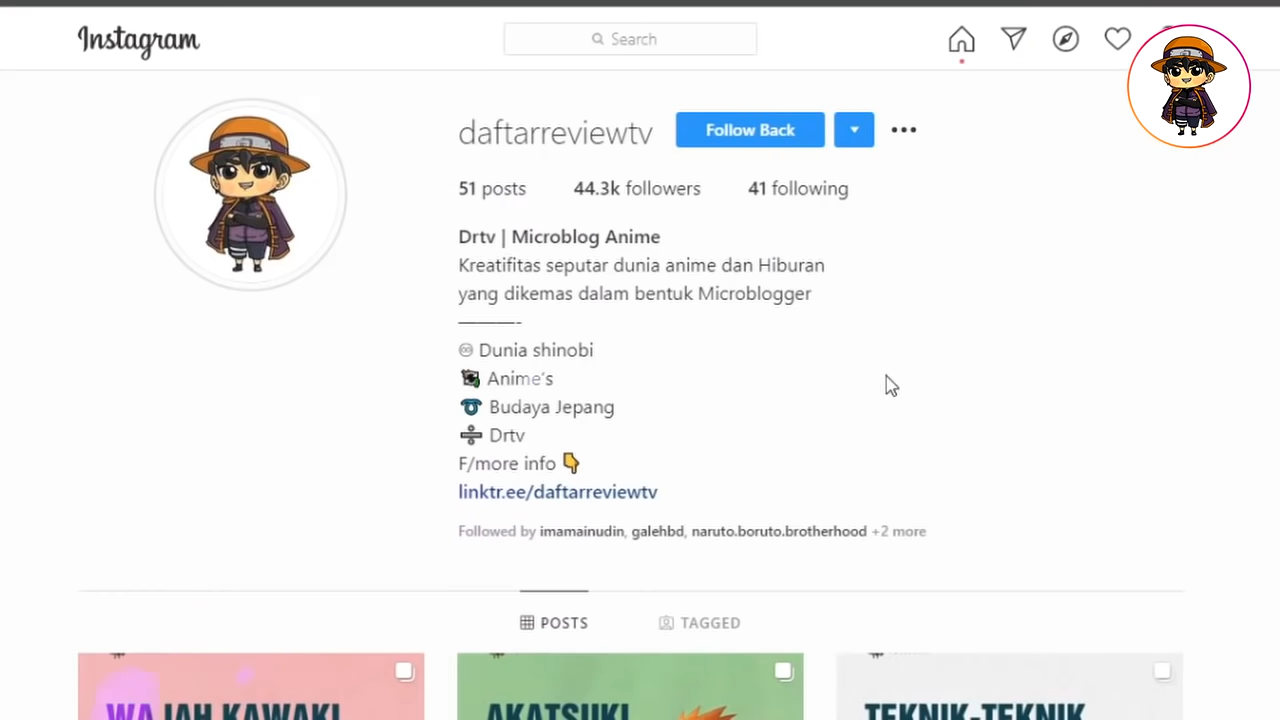 Instagram
Search
daftarreviewtv
Follow Back
51 posts 44.3k followers 41 following
Drtv | Microblog Anime
Kreatifitas seputar dunia anime dan Hiburan
yang dikemas dalam bentuk Microblogger
————-
♾ Dunia shinobi
Anime's
➰ Budaya Jepang
➗ Drtv
F/more info 👇
linktr.ee/daftarreviewtv
Followed by imamainudin, galehbd, naruto.boruto.brotherhood +2 more
POSTS TAGGED
WAJAH KAWAKI
AKATSUKI
TEKNIK-TEKNIK